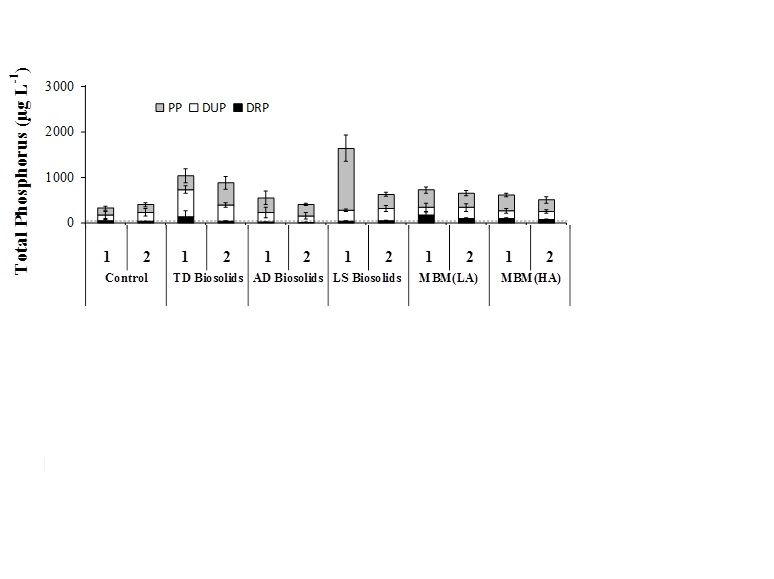 Total Phosphorus (µg L-1)
3000
2000
1000
0
PP DUP DRP
1 2 1 2 1 2 1 2 1 2 1 2
Control TD Biosolids AD Biosolids LS Biosolids MBM(LA) MBM(HA)